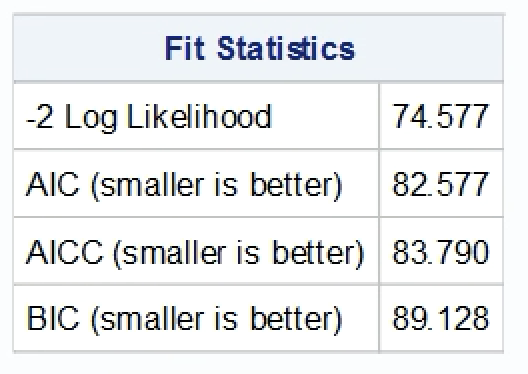 Fit Statistics
-2 Log Likelihood 74.577
AIC (smaller is better) 82.577
AICC (smaller is better) 83.790
BIC (smaller is better) 89.128